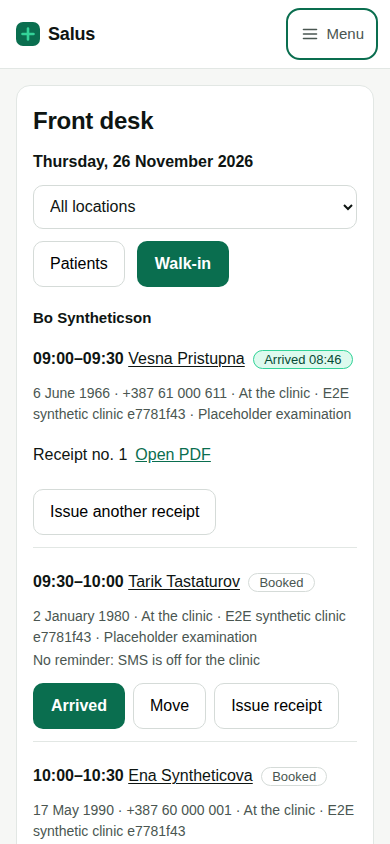 Salus
Menu
Front desk
Thursday, 26 November 2026
All locations
Patients
Walk-in
Bo Syntheticson
09:00–09:30 Vesna Pristupna Arrived 08:46
6 June 1966 · +387 61 000 611 · At the clinic · E2E
synthetic clinic e7781f43 · Placeholder examination
Receipt no. 1 Open PDF
Issue another receipt
09:30–10:00 Tarik Tastaturov Booked
2 January 1980 · At the clinic · E2E synthetic clinic
e7781f43 · Placeholder examination
No reminder: SMS is off for the clinic
Arrived
Move
Issue receipt
10:00–10:30 Ena Syntheticova Booked
17 May 1990 · +387 60 000 001 · At the clinic · E2E
synthetic clinic e7781f43